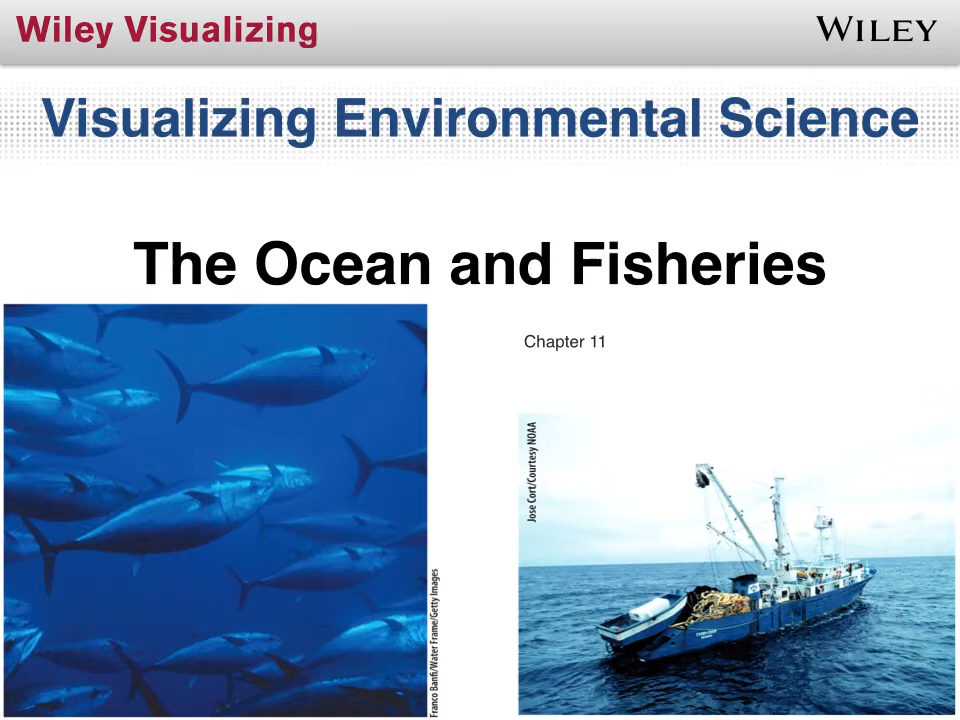 Wiley Visualizing
WILEY
Visualizing Environmental Science
The Ocean and Fisheries
Chapter 11
Jose Cort/Courtesy NOAA
Franco Banfi/Water Frame/Getty Images